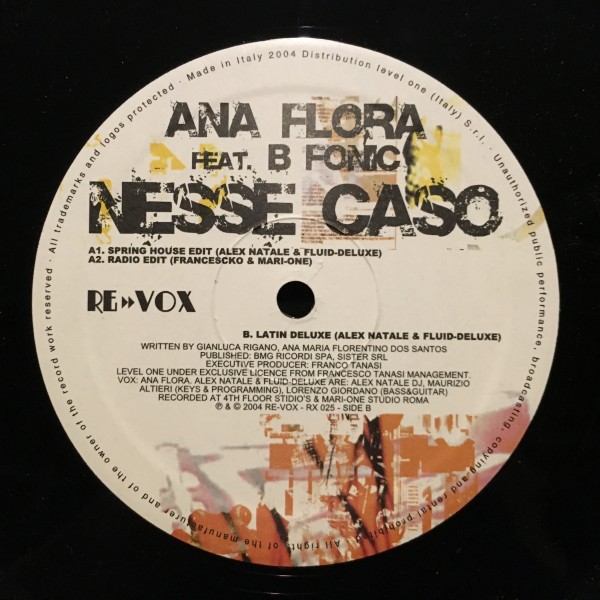 ANA FLORA
FEAT. B FONIC
NESSE CASO
A1. SPRING HOUSE EDIT (ALEX NATALE & FLUID-DELUXE)
A2. RADIO EDIT (FRANCESCKO & MARI-ONE)
RE VOX
B. LATIN DELUXE (ALEX NATALE & FLUID-DELUXE)
WRITTEN BY GIANLUCA RIGANO, ANA MARIA FLORENTINO DOS SANTOS
PUBLISHED: BMG RICORDI SPA, SISTER SRL
EXECUTIVE PRODUCER: FRANCO TANASI
LEVEL ONE UNDER EXCLUSIVE LICENCE FROM FRANCESCO TANASI MANAGEMENT.
VOX: ANA FLORA. ALEX NATALE & FLUID-DELUXE ARE: ALEX NATALE DJ, MAURIZIO
ALTIERI (KEYS & PROGRAMMING), LORENZO GIORDANO (BASS&GUITAR)
RECORDED AT 4TH FLOOR STIDIO'S & MARI-ONE STUDIO ROMA
℗ & © 2004 RE-VOX - RX 025 - SIDE B
All rights of the manufacturer and of the owner of the record work reserved · All trademarks and logos protected · Made in Italy 2004 Distribution level one (Italy) S.r.l. · Unauthorized public performance, broadcasting, copying and rental prohibited ·